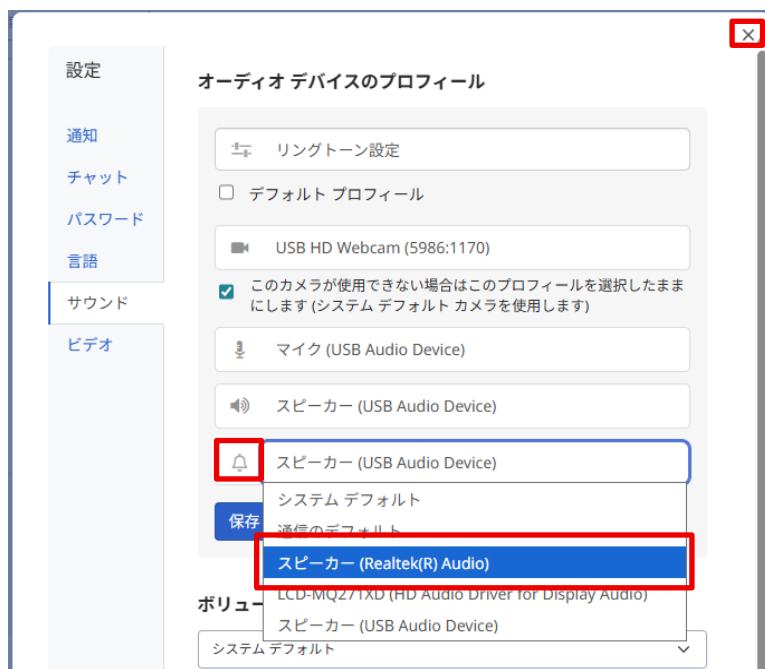 設定
通知
チャット
パスワード
言語
サウンド
ビデオ
オーディオ デバイスのプロフィール
リングトーン設定
デフォルト プロフィール
USB HD Webcam (5986:1170)
このカメラが使用できない場合はこのプロフィールを選択したまま
にします (システム デフォルト カメラを使用します)
マイク (USB Audio Device)
スピーカー (USB Audio Device)
スピーカー (USB Audio Device)
システム デフォルト
通信のデフォルト
スピーカー (Realtek(R) Audio)
LCD-MQ271XD (HD Audio Driver for Display Audio)
スピーカー (USB Audio Device)
保存
ボリュー
システム デフォルト